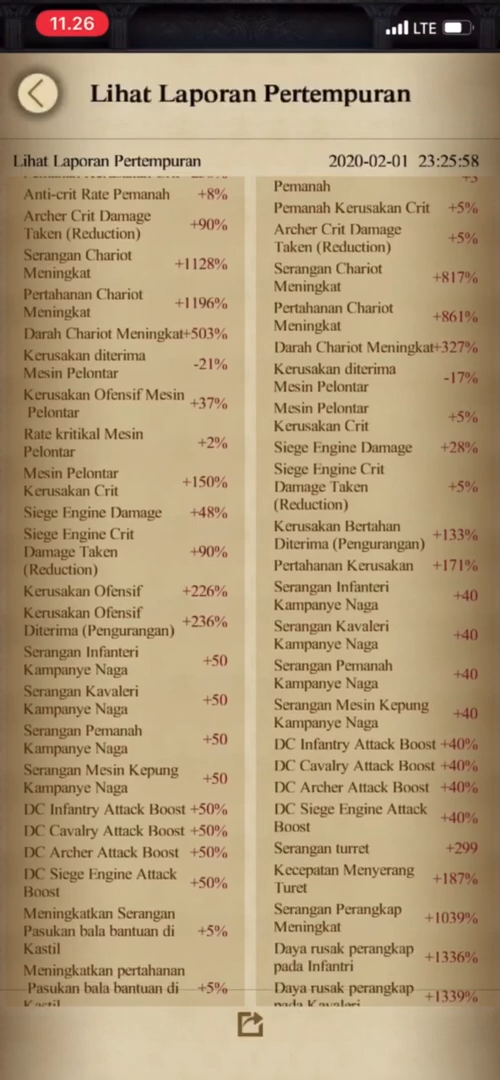 11.26
LTE
Lihat Laporan Pertempuran
Lihat Laporan Pertempuran 2020-02-01 23:25:58
Anti-crit Rate Pemanah +8%
Archer Crit Damage
Taken (Reduction) +90%
Serangan Chariot
Meningkat +1128%
Pertahanan Chariot
Meningkat +1196%
Darah Chariot Meningkat+503%
Kerusakan diterima
Mesin Pelontar -21%
Kerusakan Ofensif Mesin
Pelontar +37%
Rate kritikal Mesin
Pelontar +2%
Mesin Pelontar
Kerusakan Crit +150%
Siege Engine Damage +48%
Siege Engine Crit
Damage Taken
(Reduction) +90%
Kerusakan Ofensif +226%
Kerusakan Ofensif
Diterima (Pengurangan) +236%
Serangan Infanteri
Kampanye Naga +50
Serangan Kavaleri
Kampanye Naga +50
Serangan Pemanah
Kampanye Naga +50
Serangan Mesin Kepung
Kampanye Naga +50
DC Infantry Attack Boost +50%
DC Cavalry Attack Boost +50%
DC Archer Attack Boost +50%
DC Siege Engine Attack
Boost +50%
Meningkatkan Serangan
Pasukan bala bantuan di
Kastil +5%
Meningkatkan pertahanan
Pasukan bala bantuan di
Kastil +5%
Pemanah +3
Pemanah Kerusakan Crit +5%
Archer Crit Damage
Taken (Reduction) +5%
Serangan Chariot
Meningkat +817%
Pertahanan Chariot
Meningkat +861%
Darah Chariot Meningkat+327%
Kerusakan diterima
Mesin Pelontar -17%
Mesin Pelontar
Kerusakan Crit +5%
Siege Engine Damage +28%
Siege Engine Crit
Damage Taken
(Reduction) +5%
Kerusakan Bertahan
Diterima (Pengurangan) +133%
Pertahanan Kerusakan +171%
Serangan Infanteri
Kampanye Naga +40
Serangan Kavaleri
Kampanye Naga +40
Serangan Pemanah
Kampanye Naga +40
Serangan Mesin Kepung
Kampanye Naga +40
DC Infantry Attack Boost +40%
DC Cavalry Attack Boost +40%
DC Archer Attack Boost +40%
DC Siege Engine Attack
Boost +40%
Serangan turret +299
Kecepatan Menyerang
Turet +187%
Serangan Perangkap
Meningkat +1039%
Daya rusak perangkap
pada Infantri +1336%
Daya rusak perangkap
pada Kavaleri +1339%